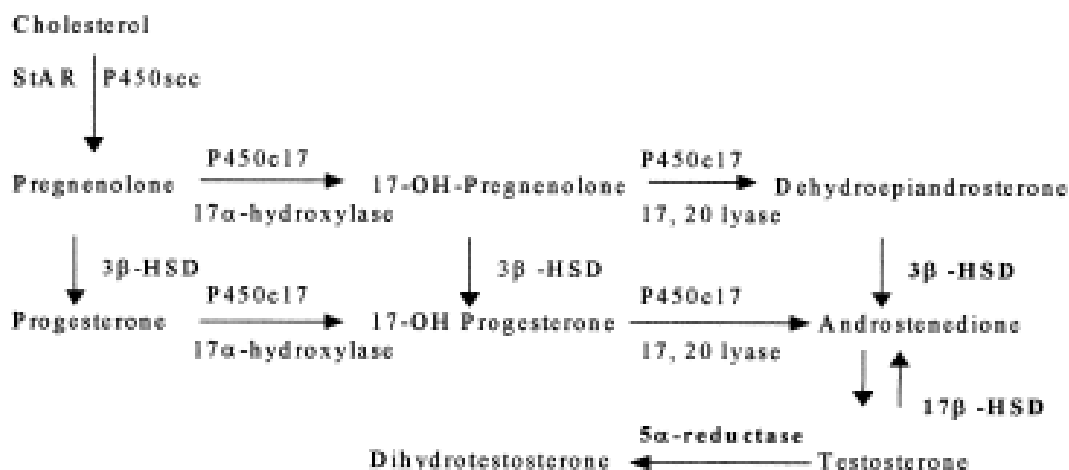 Cholesterol
StAR P450scc
P450c17 P450c17
Pregnenolone 17-OH-Pregnenolone Dehydroepiandrosterone
17α-hydroxylase 17, 20 lyase
3β-HSD 3β -HSD 3β -HSD
P450c17 P450c17
Progesterone 17-OH Progesterone Androstenedione
17α-hydroxylase 17, 20 lyase
17β -HSD
5α-reductase
Dihydrotestosterone Testosterone